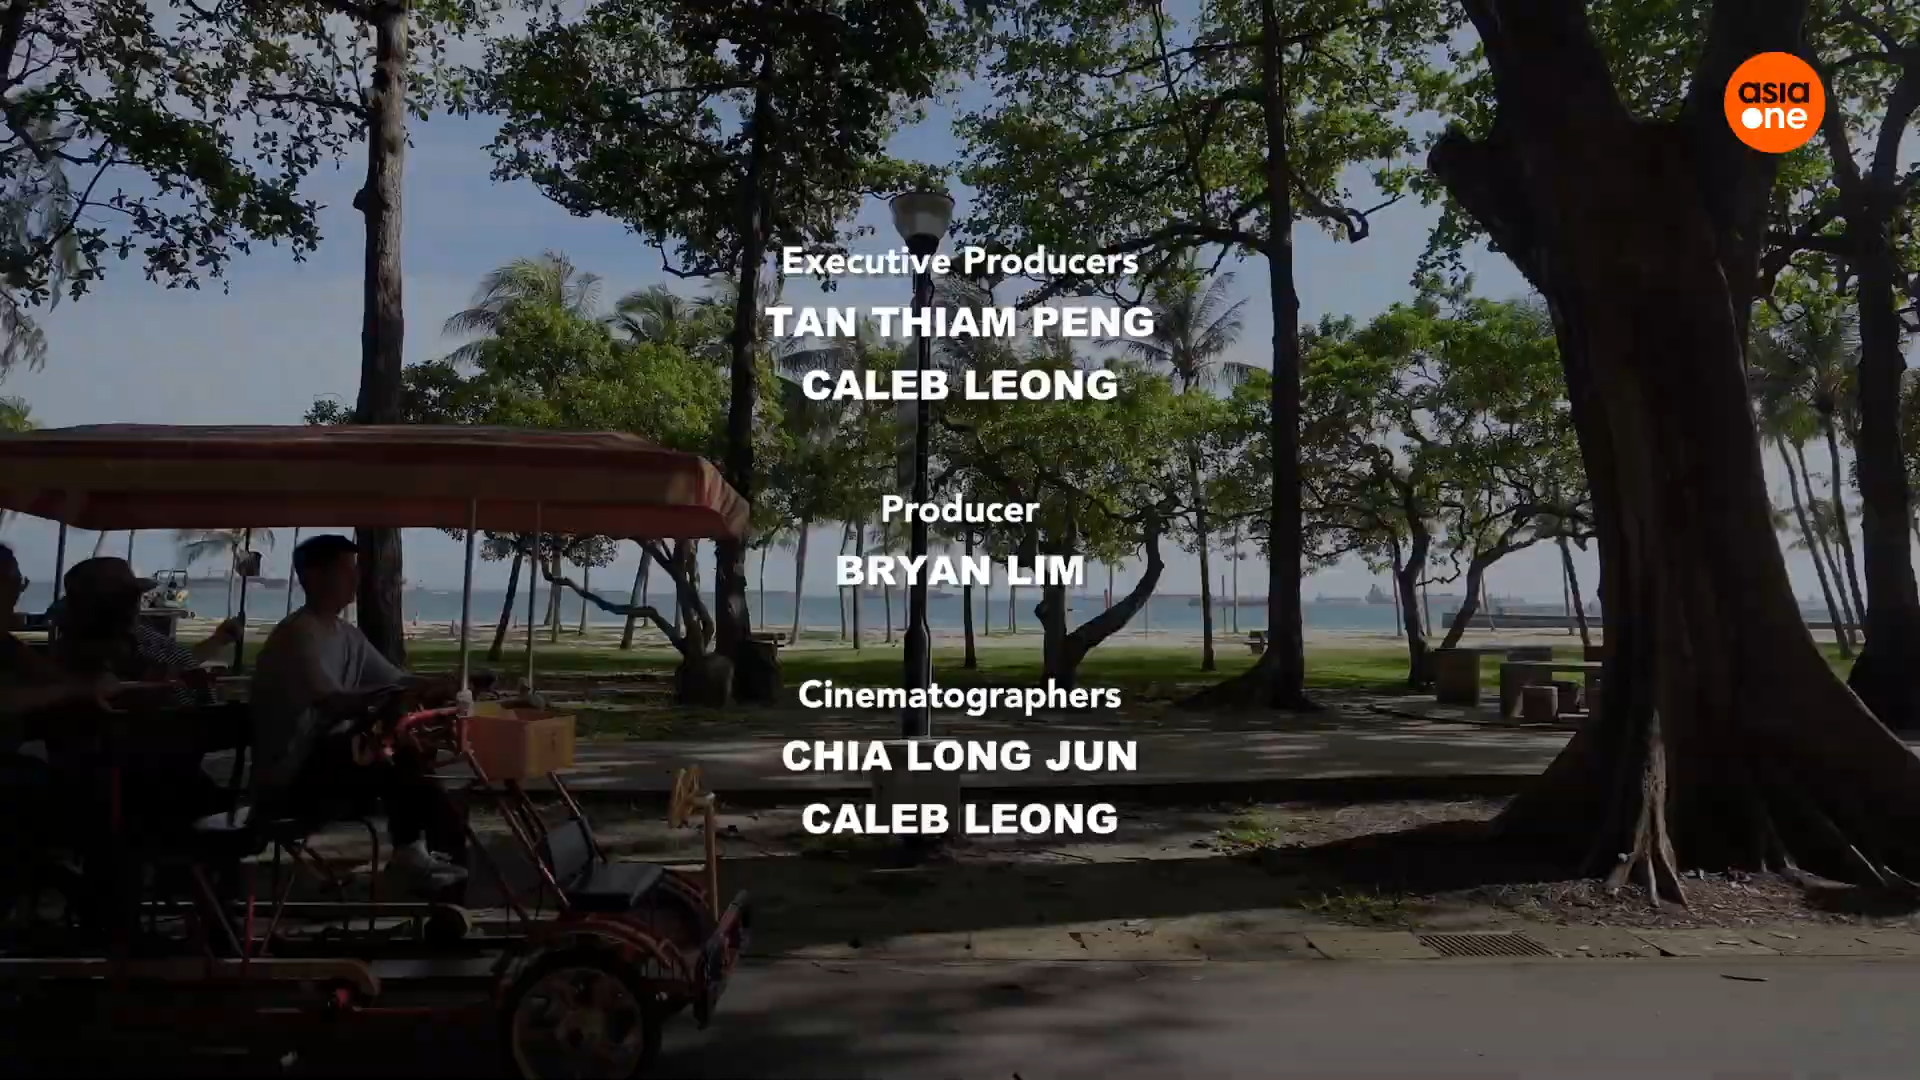 asia
one
Executive Producers
TAN THIAM PENG
CALEB LEONG
Producer
BRYAN LIM
Cinematographers
CHIA LONG JUN
CALEB LEONG